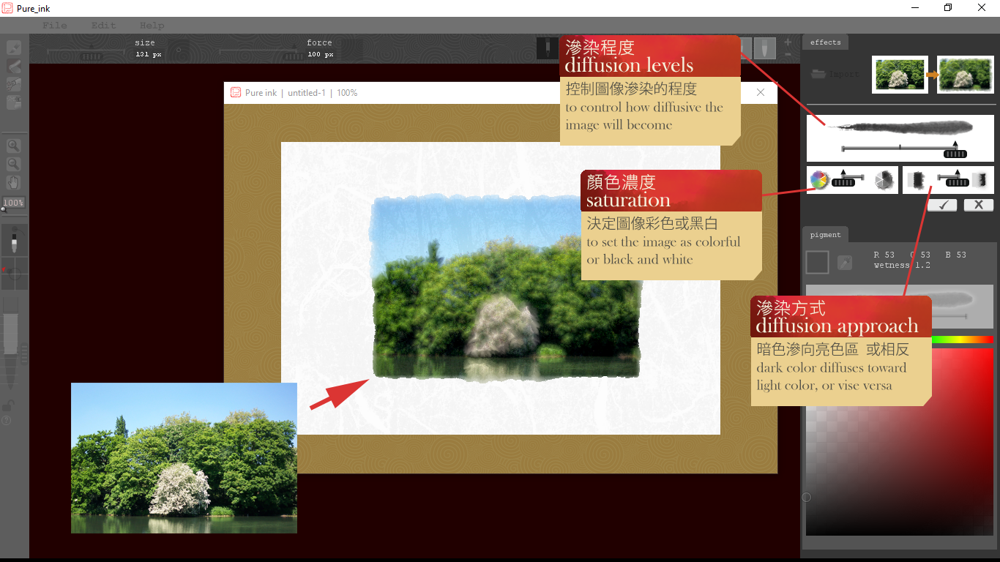 Pure_ink
File Edit Help
size
131 px
force
100 px
effects
Import
Pure ink | untitled-1 | 100%
滲染程度
diffusion levels
控制圖像滲染的程度
to control how diffusive the
image will become
顏色濃度
saturation
決定圖像彩色或黑白
to set the image as colorful
or black and white
100%
pigment
R 53 G 53 B 53
wetness 1.2
滲染方式
diffusion approach
暗色滲向亮色區 或相反
dark color diffuses toward
light color, or vise versa